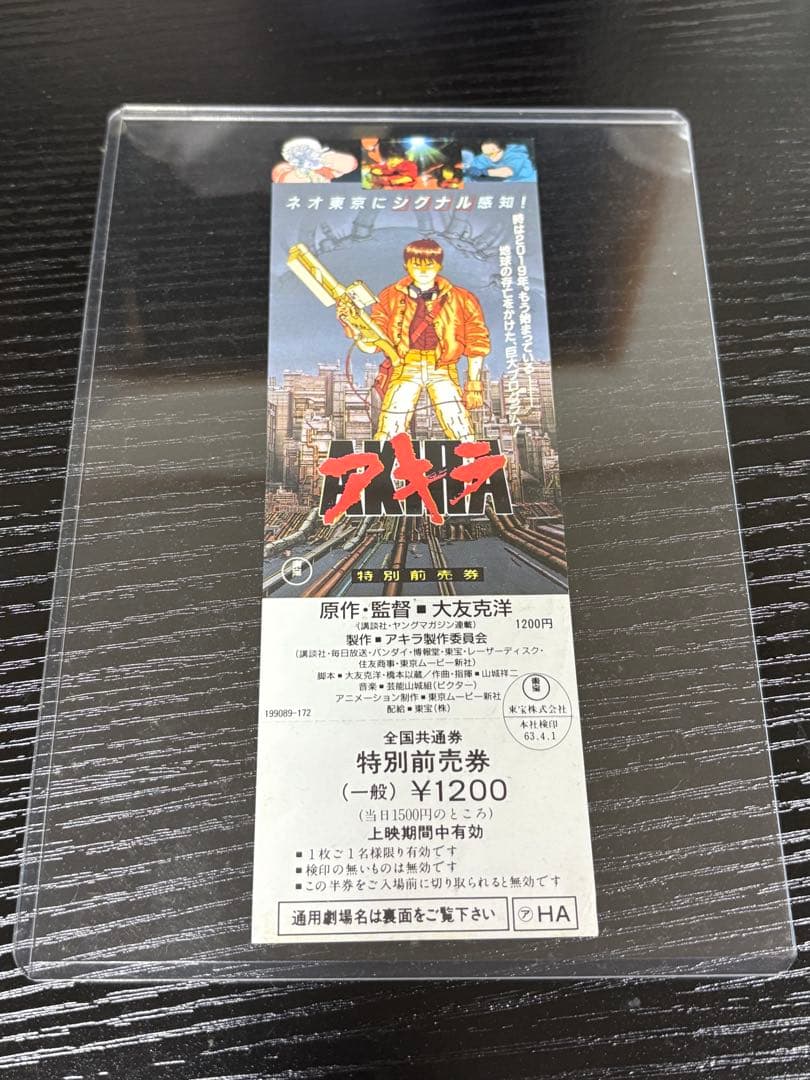 ネオ東京にシグナル感知!
時は2019年。もう始まっている——
地球の存亡をかけた、巨大プログラム!
AKIRA
アキラ
東宝
特別前売券
原作・監督■大友克洋
(講談社・ヤングマガジン連載)
1200円
製作■アキラ製作委員会
(講談社・毎日放送・バンダイ・博報堂・東宝・レーザーディスク・
住友商事・東京ムービー新社)
脚本■大友克洋・橋本以蔵/作曲・指揮■山城祥二
音楽■芸能山城組(ビクター)
アニメーション制作■東京ムービー新社
配給■東宝(株)
199089-172
東宝
東宝株式会社
本社検印
63.4.1
全国共通券
特別前売券
(一般) ¥1200
(当日1500円のところ)
上映期間中有効
■1枚ご1名様限り有効です
■検印の無いものは無効です
■この半券をご入場前に切り取られると無効です
通用劇場名は裏面をご覧下さい
㋐HA